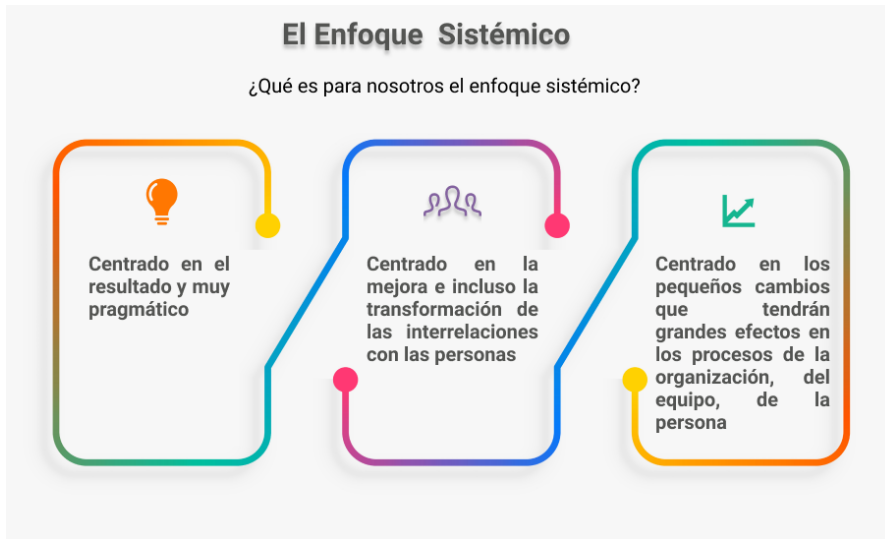 El Enfoque Sistémico
¿Qué es para nosotros el enfoque sistémico?
Centrado en el
resultado y muy
pragmático
Centrado en la
mejora e incluso la
transformación de
las interrelaciones
con las personas
Centrado en los
pequeños cambios
que tendrán
grandes efectos en
los procesos de la
organización, del
equipo, de la
persona